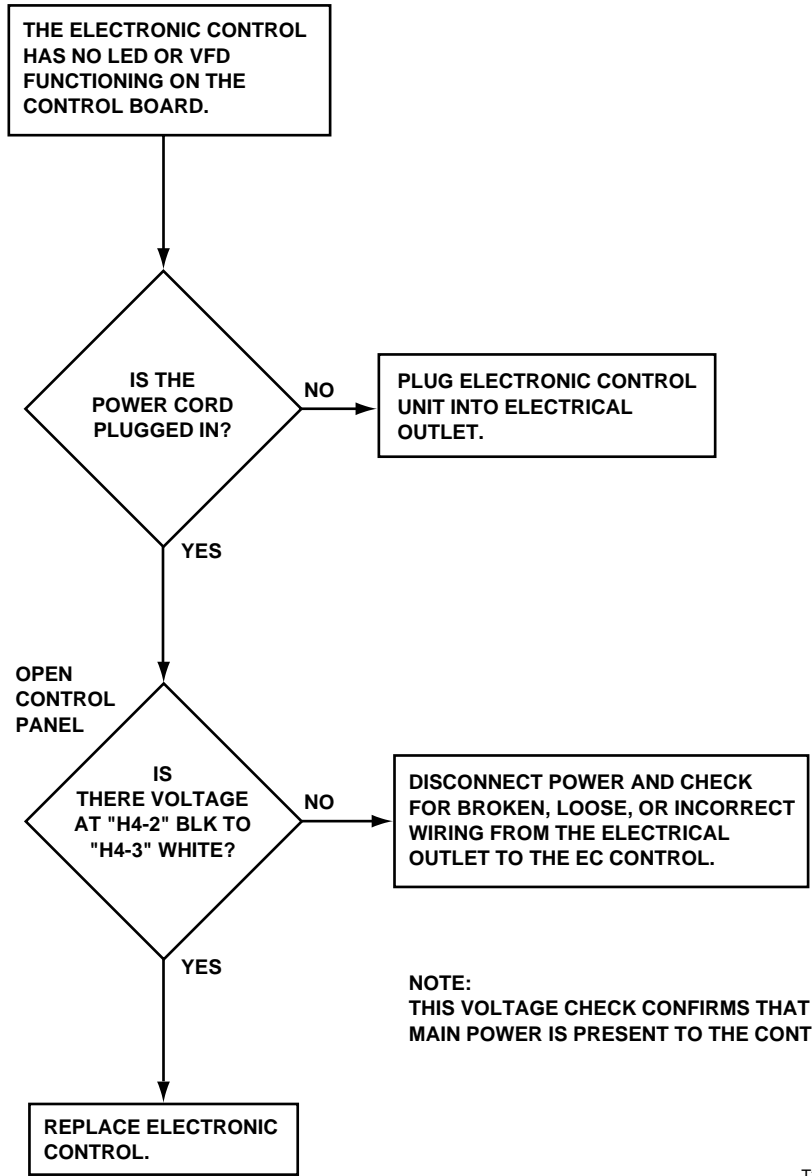 THE ELECTRONIC CONTROL
HAS NO LED OR VFD
FUNCTIONING ON THE
CONTROL BOARD.
IS THE
POWER CORD
PLUGGED IN?
NO
PLUG ELECTRONIC CONTROL
UNIT INTO ELECTRICAL
OUTLET.
YES
OPEN
CONTROL
PANEL
IS
THERE VOLTAGE
AT "H4-2" BLK TO
"H4-3" WHITE?
NO
DISCONNECT POWER AND CHECK
FOR BROKEN, LOOSE, OR INCORRECT
WIRING FROM THE ELECTRICAL
OUTLET TO THE EC CONTROL.
YES
NOTE:
THIS VOLTAGE CHECK CONFIRMS THAT
MAIN POWER IS PRESENT TO THE CONT
REPLACE ELECTRONIC
CONTROL.